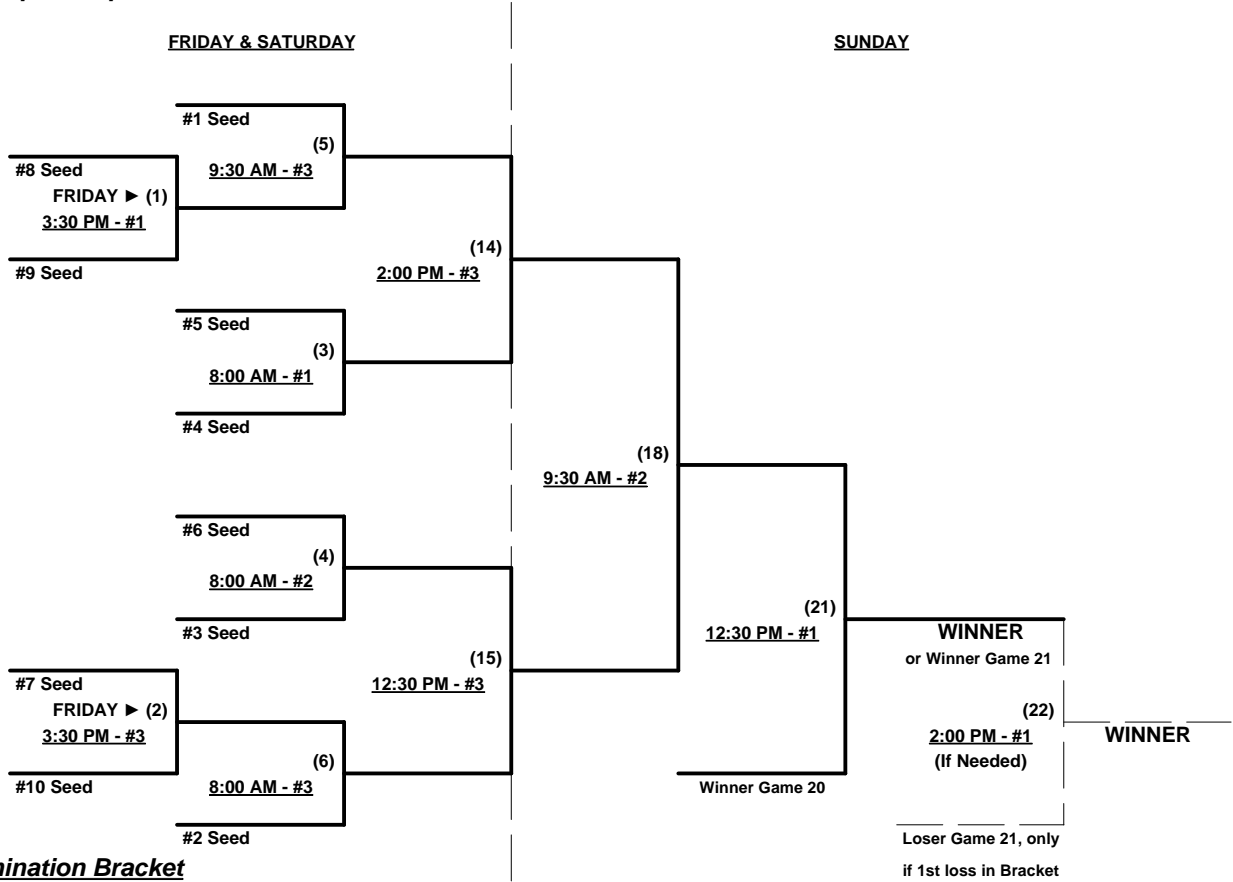 FRIDAY & SATURDAY
SUNDAY
#1 Seed
(5)
9:30 AM - #3
#8 Seed
FRIDAY ► (1)
3:30 PM - #1
#9 Seed
(14)
2:00 PM - #3
#5 Seed
(3)
8:00 AM - #1
#4 Seed
(18)
9:30 AM - #2
#6 Seed
(4)
8:00 AM - #2
#3 Seed
(15)
12:30 PM - #3
#7 Seed
FRIDAY ► (2)
3:30 PM - #3
#10 Seed
(6)
8:00 AM - #3
#2 Seed
(21)
12:30 PM - #1
Winner Game 20
WINNER
or Winner Game 21
(22)
2:00 PM - #1
(If Needed)
WINNER
Loser Game 21, only
if 1st loss in Bracket
mination Bracket